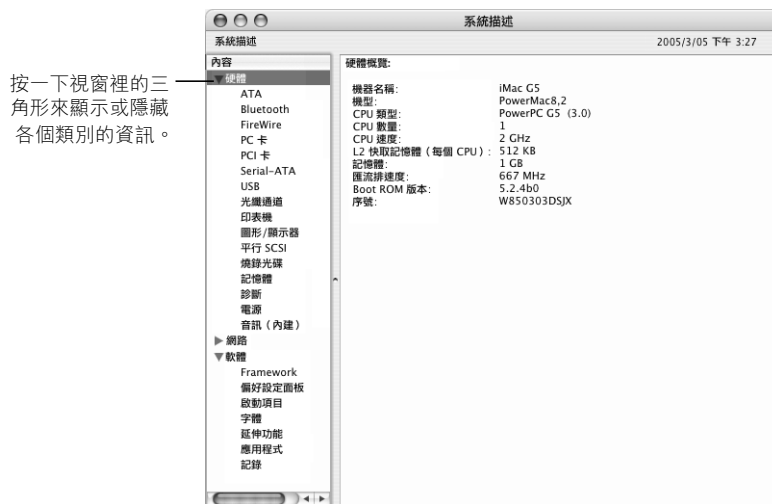 系統描述
系統描述
2005/3/05 下午 3:27
內容
硬體
ATA
Bluetooth
FireWire
PC 卡
PCI 卡
Serial-ATA
USB
光纖通道
印表機
圖形/顯示器
平行 SCSI
燒錄光碟
記憶體
診斷
電源
音訊（內建）
網路
軟體
Framework
偏好設定面板
啟動項目
字體
延伸功能
應用程式
記錄
硬體概覽:
機器名稱: iMac G5
機型: PowerMac8,2
CPU 類型: PowerPC G5 (3.0)
CPU 數量: 1
CPU 速度: 2 GHz
L2 快取記憶體（每個 CPU）: 512 KB
記憶體: 1 GB
匯流排速度: 667 MHz
Boot ROM 版本: 5.2.4b0
序號: W850303DSJX
按一下視窗裡的三
角形來顯示或隱藏
各個類別的資訊。